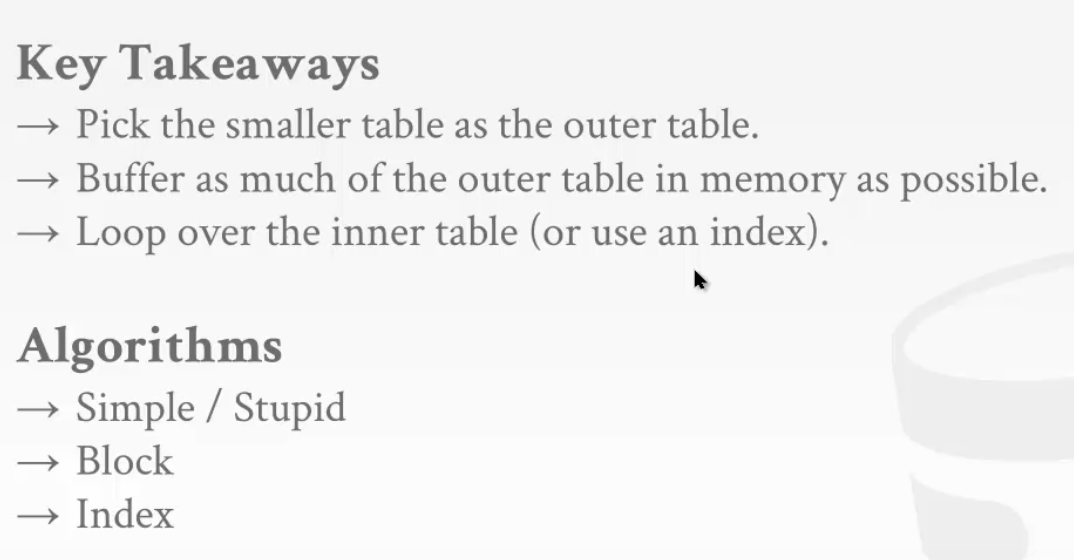 Key Takeaways
→ Pick the smaller table as the outer table.
→ Buffer as much of the outer table in memory as possible.
→ Loop over the inner table (or use an index).
Algorithms
→ Simple / Stupid
→ Block
→ Index